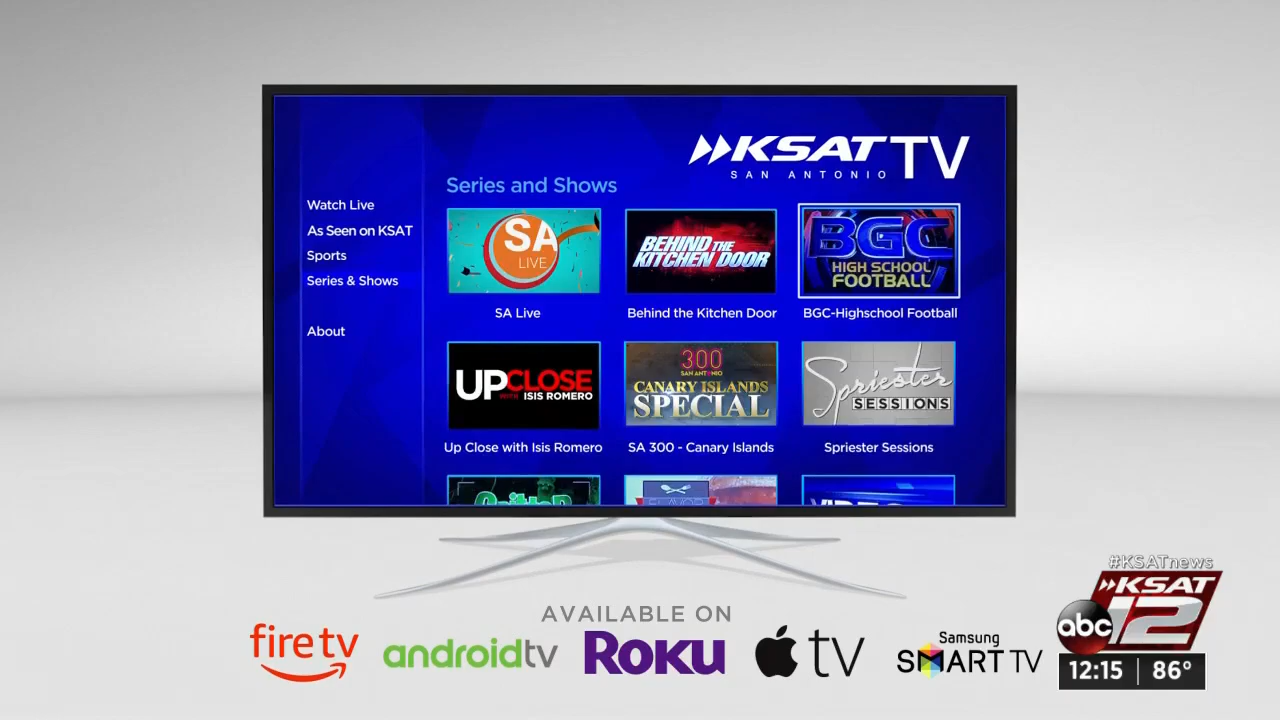 KSAT TV
SAN ANTONIO
Series and Shows
Watch Live
As Seen on KSAT
Sports
Series & Shows
About
SA
LIVE
SA Live
BEHIND THE
KITCHEN DOOR
Behind the Kitchen Door
BGC
HIGH SCHOOL
FOOTBALL
BGC-Highschool Football
UPCLOSE
WITH ISIS ROMERO
Up Close with Isis Romero
300
SAN ANTONIO
CANARY ISLANDS
SPECIAL
SA 300 - Canary Islands
Spriester
SESSIONS
Spriester Sessions
AVAILABLE ON
fire tv
androidtv
ROKU
tv
Samsung
SMART TV
#KSATnews
KSAT
abc 12
12:15 | 86°